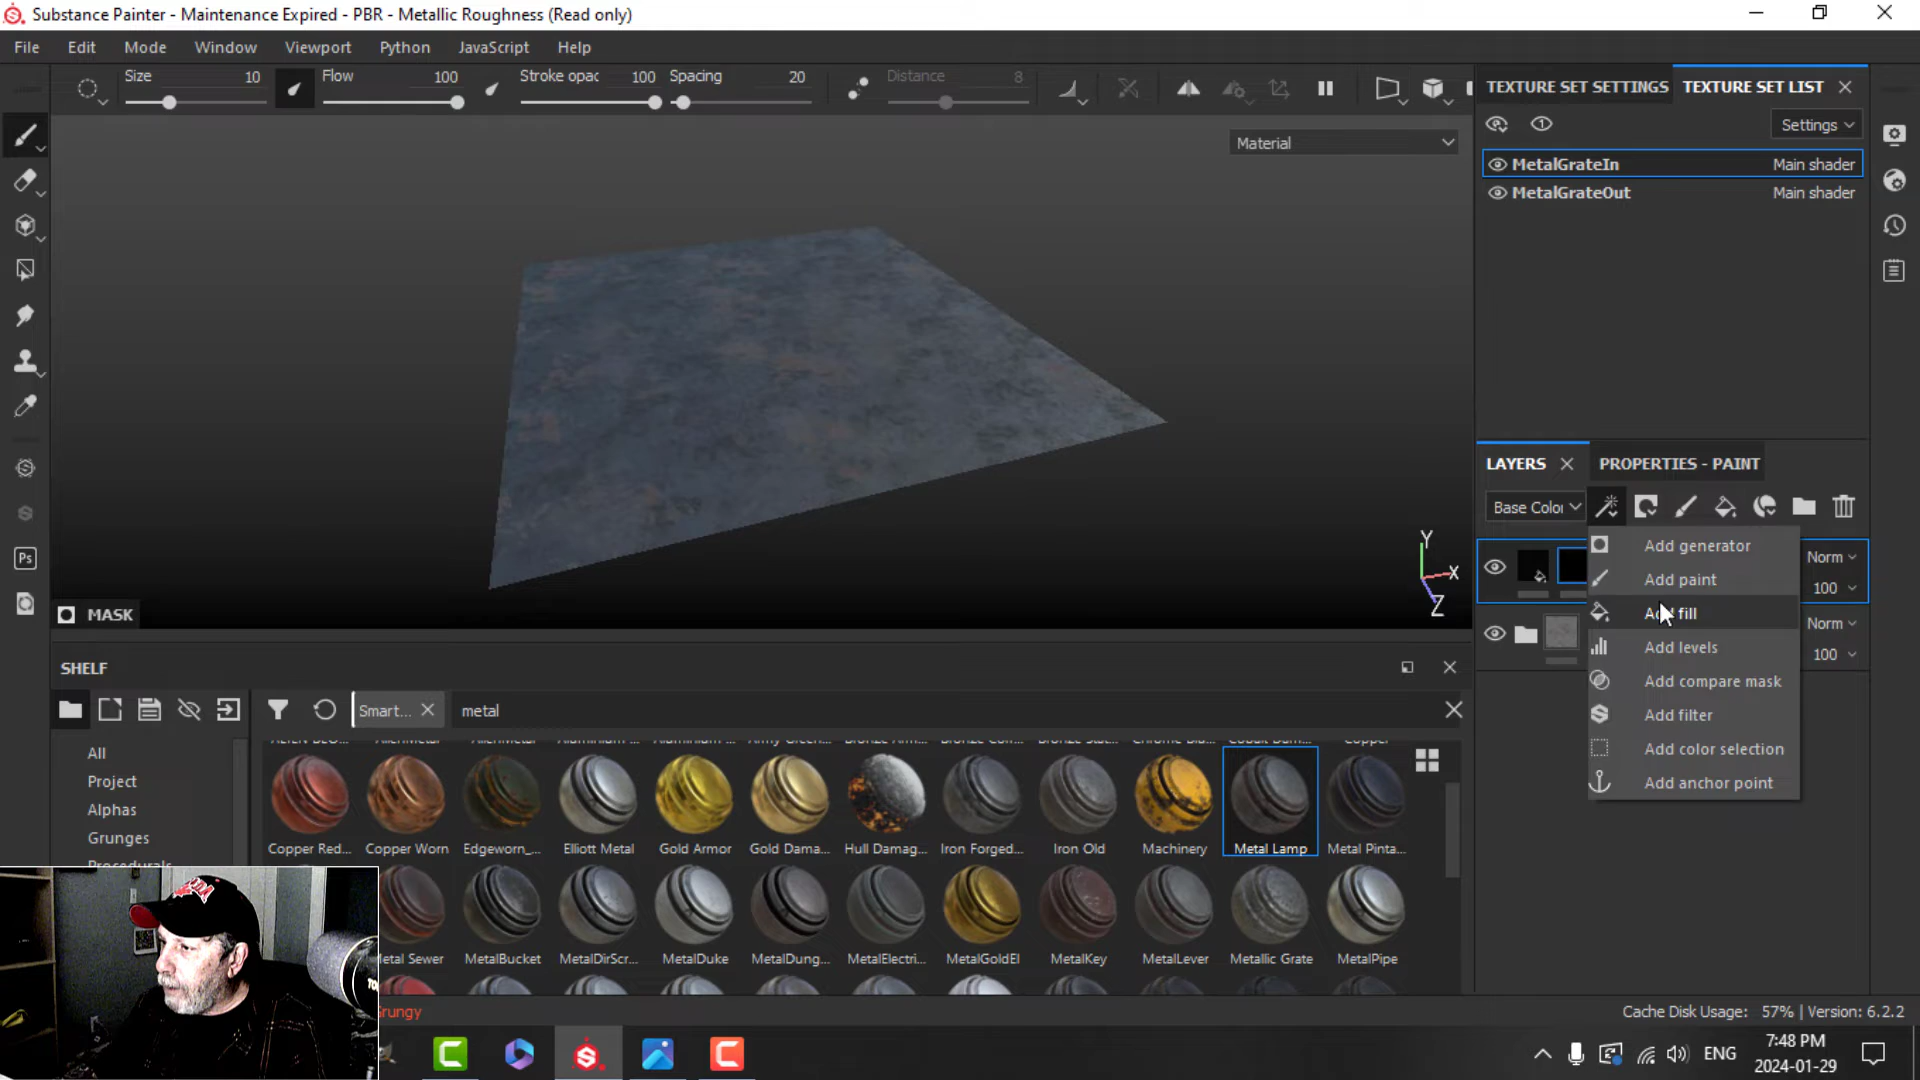 Substance Painter - Maintenance Expired - PBR - Metallic Roughness (Read only)
File Edit Mode Window Viewport Python JavaScript Help
Size 10 Flow 100 Stroke opac 100 Spacing 20 Distance 8
Material
TEXTURE SET SETTINGS TEXTURE SET LIST
Settings
MetalGrateIn Main shader
MetalGrateOut Main shader
LAYERS PROPERTIES - PAINT
Base Color
Add generator
Norm
Add paint
100
Add fill
Norm
Add levels
100
Add compare mask
Add filter
Add color selection
Add anchor point
Y
X
Z
MASK
Ps
SHELF
Smart... metal
All
Project
Alphas
Grunges
Copper Red... Copper Worn Edgeworn_... Elliott Metal Gold Armor Gold Dama... Hull Damag... Iron Forged... Iron Old Machinery Metal Lamp Metal Pinta...
Metal Sewer MetalBucket MetalDirScr... MetalDuke MetalDung... MetalElectri... MetalGoldEl MetalKey MetalLever Metallic Grate MetalPipe
Cache Disk Usage: 57% | Version: 6.2.2
ENG
7:48 PM
2024-01-29